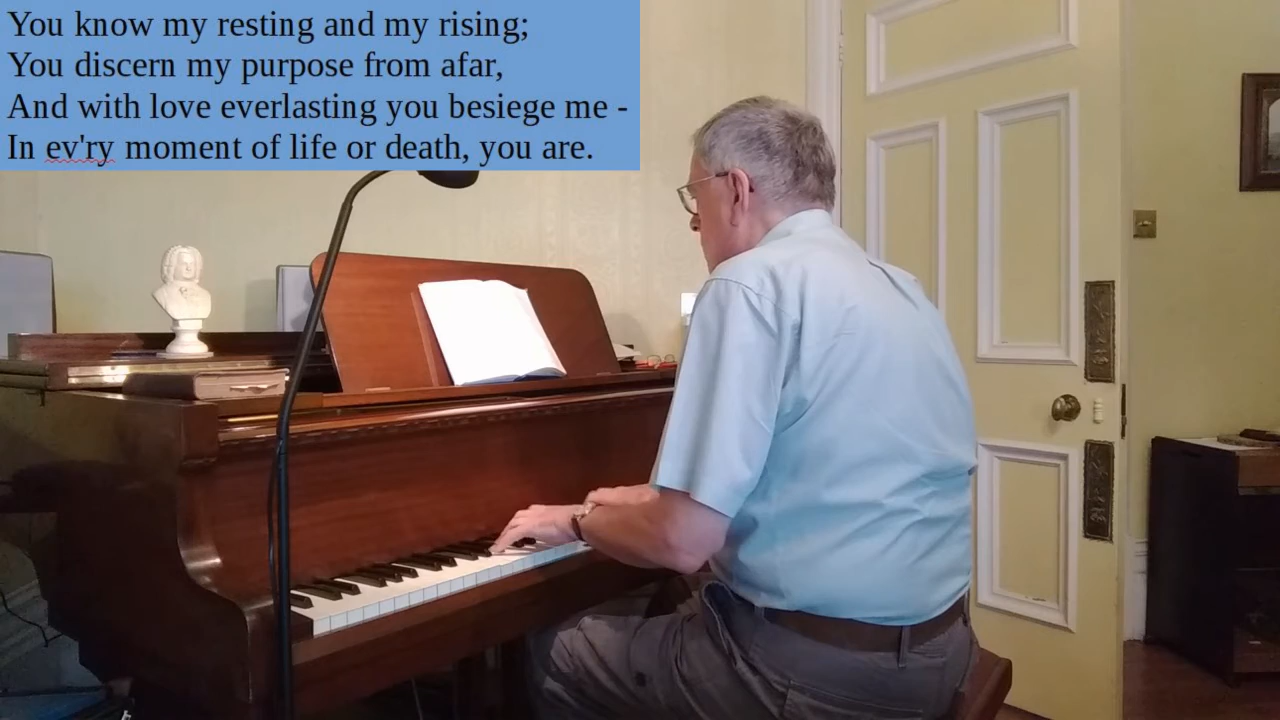 You know my resting and my rising;
You discern my purpose from afar,
And with love everlasting you besiege me -
In ev'ry moment of life or death, you are.